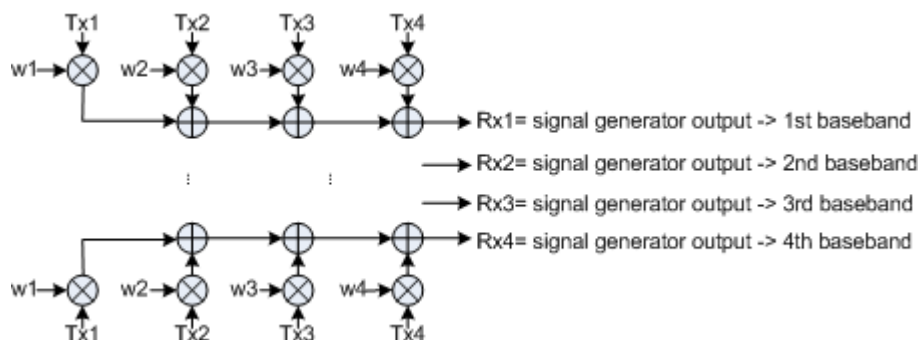 Tx1 Tx2 Tx3 Tx4
w1 w2 w3 w4
Rx1= signal generator output -> 1st baseband
Rx2= signal generator output -> 2nd baseband
... ...
Rx3= signal generator output -> 3rd baseband
Rx4= signal generator output -> 4th baseband
w1 w2 w3 w4
Tx1 Tx2 Tx3 Tx4